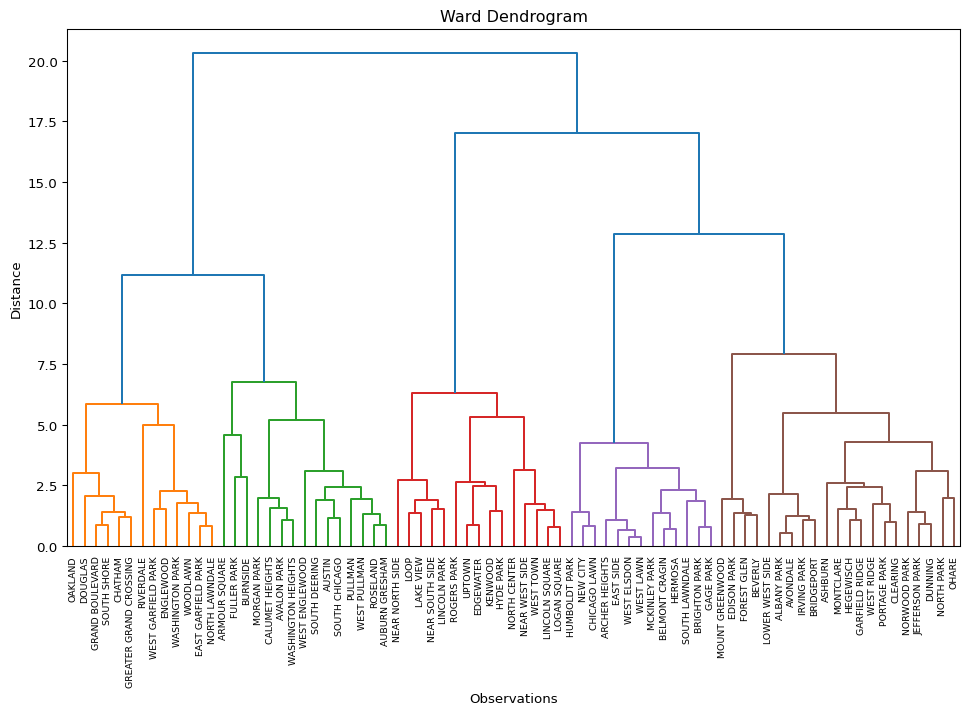 Ward Dendrogram
20.0
17.5
15.0
12.5
10.0
7.5
5.0
2.5
0.0
Distance
OAKLAND
DOUGLAS
GRAND BOULEVARD
SOUTH SHORE
CHATHAM
GREATER GRAND CROSSING
RIVERDALE
WEST GARFIELD PARK
ENGLEWOOD
WASHINGTON PARK
WOODLAWN
EAST GARFIELD PARK
NORTH LAWNDALE
ARMOUR SQUARE
FULLER PARK
BURNSIDE
MORGAN PARK
CALUMET HEIGHTS
AVALON PARK
WASHINGTON HEIGHTS
WEST ENGLEWOOD
SOUTH DEERING
AUSTIN
SOUTH CHICAGO
PULLMAN
WEST PULLMAN
ROSELAND
AUBURN GRESHAM
NEAR NORTH SIDE
LOOP
LAKE VIEW
NEAR SOUTH SIDE
LINCOLN PARK
ROGERS PARK
UPTOWN
EDGEWATER
KENWOOD
HYDE PARK
NORTH CENTER
NEAR WEST SIDE
WEST TOWN
LINCOLN SQUARE
LOGAN SQUARE
HUMBOLDT PARK
NEW CITY
CHICAGO LAWN
ARCHER HEIGHTS
EAST SIDE
WEST ELSDON
WEST LAWN
MCKINLEY PARK
BELMONT CRAGIN
HERMOSA
SOUTH LAWNDALE
BRIGHTON PARK
GAGE PARK
MOUNT GREENWOOD
EDISON PARK
FOREST GLEN
BEVERLY
LOWER WEST SIDE
ALBANY PARK
AVONDALE
IRVING PARK
BRIDGEPORT
ASHBURN
MONTCLARE
HEGEWISCH
GARFIELD RIDGE
WEST RIDGE
PORTAGE PARK
CLEARING
NORWOOD PARK
JEFFERSON PARK
DUNNING
NORTH PARK
OHARE
Observations